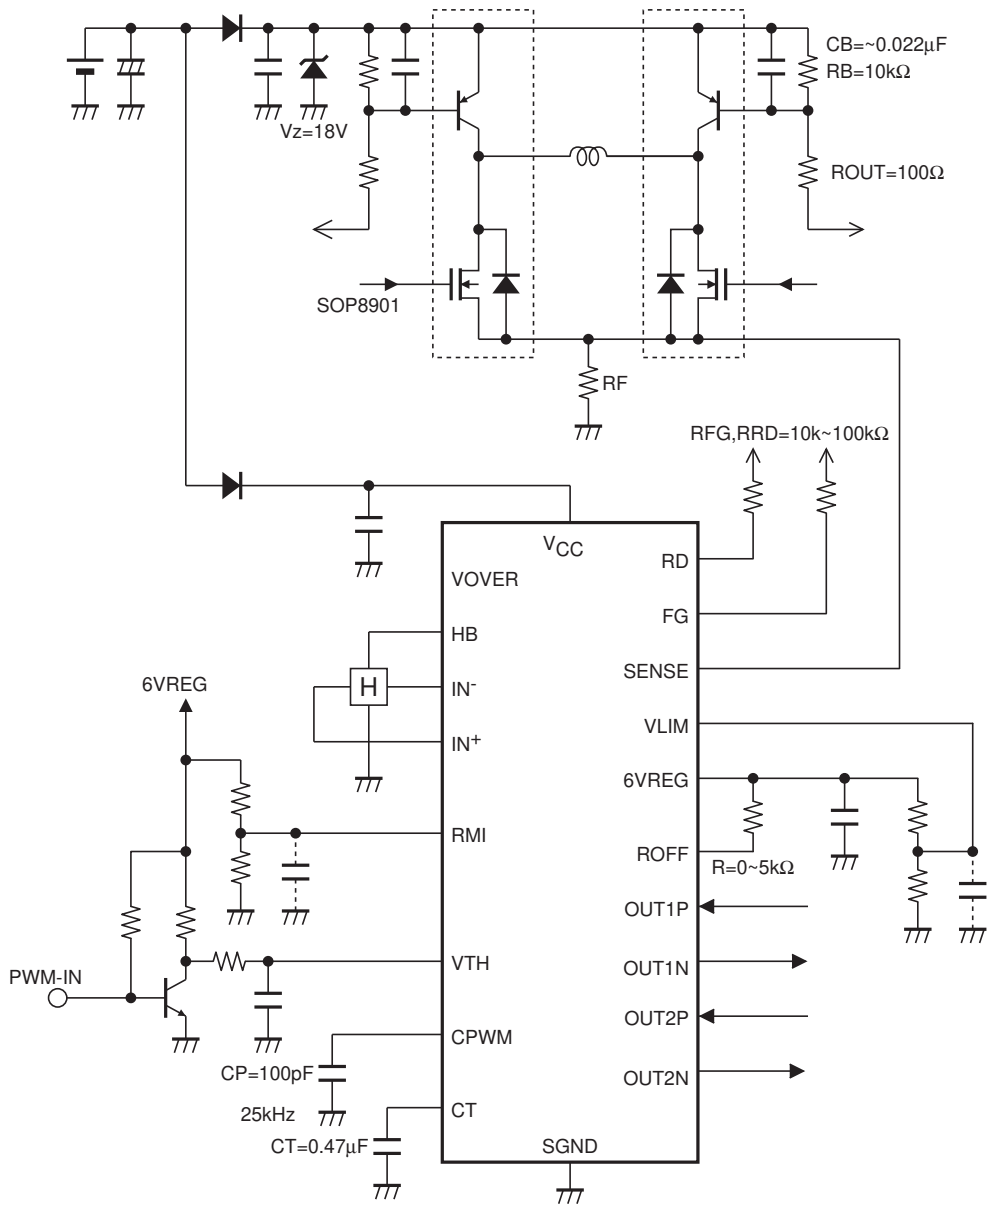 CB=~0.022µF
RB=10kΩ
Vz=18V
ROUT=100Ω
SOP8901
RF
RFG,RRD=10k~100kΩ
VCC
RD
VOVER
FG
HB
SENSE
H
IN-
6VREG
VLIM
IN+
6VREG
RMI
ROFF
R=0~5kΩ
OUT1P
VTH
OUT1N
PWM-IN
OUT2P
CPWM
CP=100pF
OUT2N
25kHz
CT
CT=0.47µF
SGND